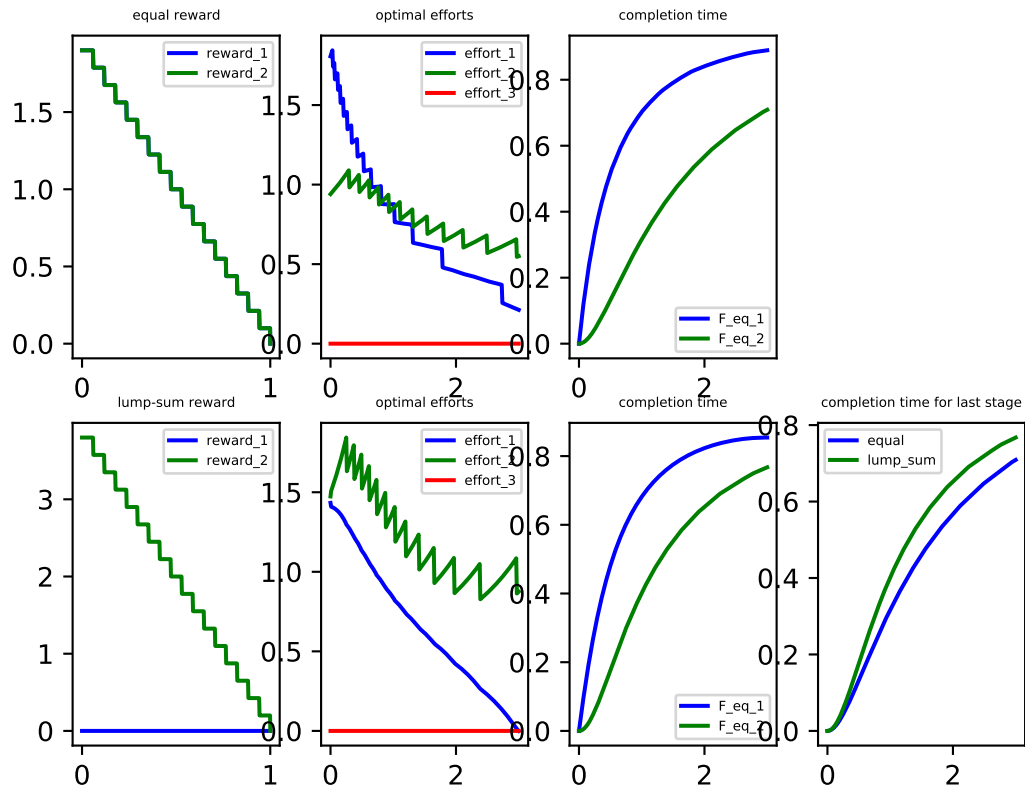 equal reward
optimal efforts
completion time
reward_1
reward_2
effort_1
effort_2
effort_3
F_eq_1
F_eq_2
1.5
1.0
0.5
0.0
0
1
1.5
1.0
0.5
0.0
0
2
0.8
0.6
0.4
0.2
0.0
0
2
lump-sum reward
optimal efforts
completion time
completion time for last stage
reward_1
reward_2
effort_1
effort_2
effort_3
F_eq_1
F_eq_2
equal
lump_sum
3
2
1
0
0
1
1.5
1.0
0.5
0.0
0
2
0.8
0.6
0.4
0.2
0.0
0
2
0.8
0.6
0.4
0.2
0.0
0
2